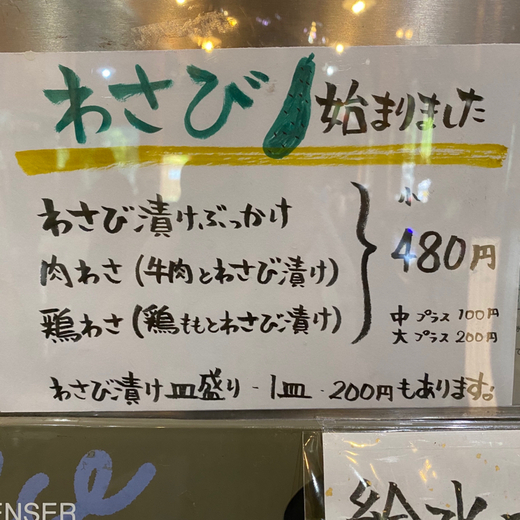 わさび始まりました
わさび漬けぶっかけ
肉わさ(牛肉とわさび漬け)
鶏わさ(鶏ももとわさび漬け)
小
480円
中プラス100円
大プラス200円
わさび漬け皿盛り・1皿・200円もあります。
ENSER
給水